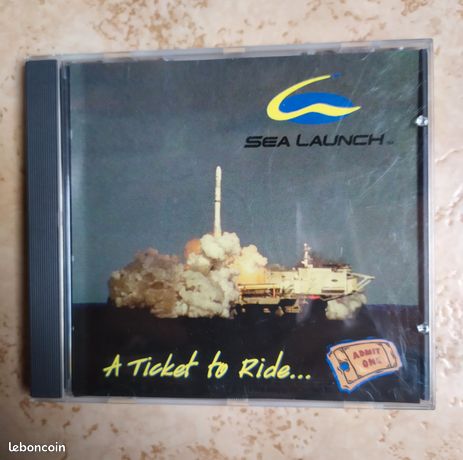 SEA LAUNCH
A Ticket to Ride...
ADMIT
ONE
leboncoin